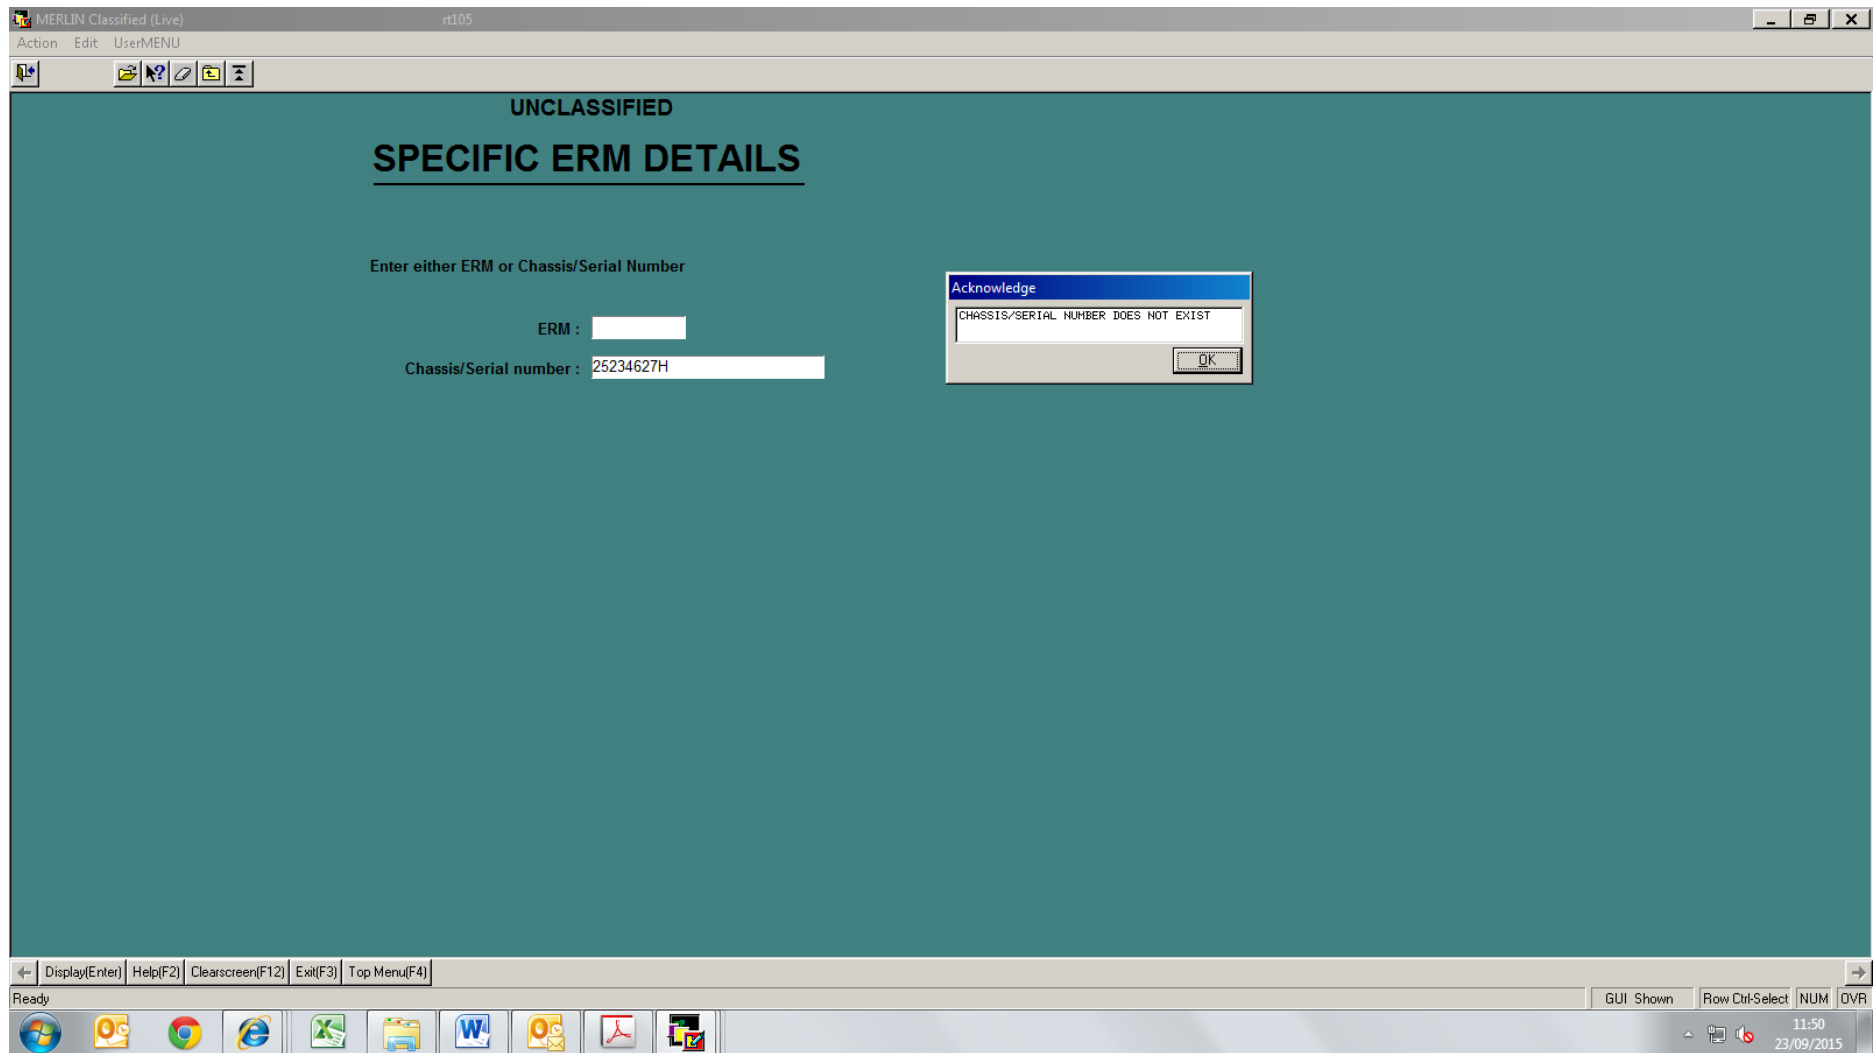 MERLIN Classified (Live) rt105
Action Edit UserMENU
UNCLASSIFIED
SPECIFIC ERM DETAILS
Enter either ERM or Chassis/Serial Number
Acknowledge
CHASSIS/SERIAL NUMBER DOES NOT EXIST
OK
ERM :
Chassis/Serial number : 25234627H
Display(Enter) Help(F2) Clearscreen(F12) Exit(F3) Top Menu(F4)
Ready GUI Shown Row Ctrl-Select NUM OVR
11:50
23/09/2015